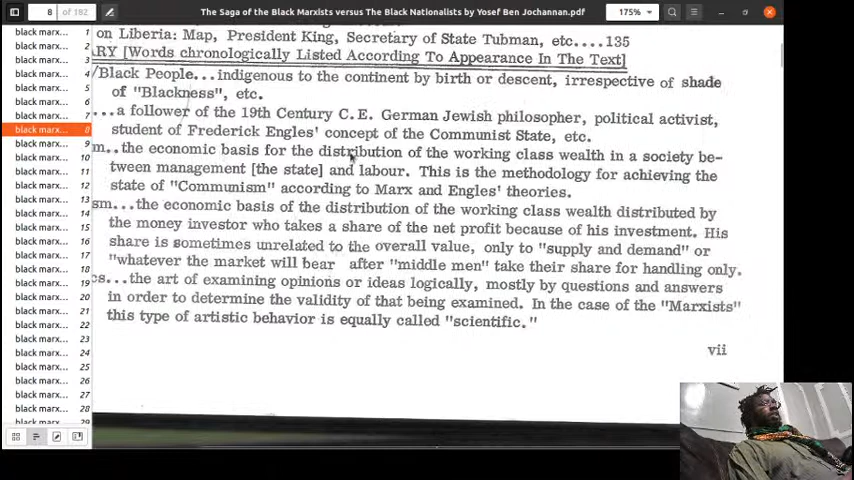 8 of 182
The Saga of the Black Marxists versus The Black Nationalists by Yosef Ben Jochannan.pdf
175%
black marx... 1
black marx... 2
black marx... 3
black marx... 4
black marx... 5
black marx... 6
black marx... 7
black marx... 8
black marx... 9
black marx... 10
black marx... 11
black marx... 12
black marx... 13
black marx... 14
black marx... 15
black marx... 16
black marx... 17
black marx... 18
black marx... 19
black marx... 20
black marx... 21
black marx... 22
black marx... 23
black marx... 24
black marx... 25
black marx... 26
black marx... 27
black marx... 28
black marx... 29
on Liberia: Map, President King, Secretary of State Tubman, etc....135
RY [Words chronologically Listed According To Appearance In The Text]
/Black People...indigenous to the continent by birth or descent, irrespective of shade
of "Blackness", etc.
...a follower of the 19th Century C.E. German Jewish philosopher, political activist,
student of Frederick Engles' concept of the Communist State, etc.
m..the economic basis for the distribution of the working class wealth in a society be-
tween management [the state] and labour. This is the methodology for achieving the
state of "Communism" according to Marx and Engles' theories.
sm...the economic basis of the distribution of the working class wealth distributed by
the money investor who takes a share of the net profit because of his investment. His
share is sometimes unrelated to the overall value, only to "supply and demand" or
"whatever the market will bear after "middle men" take their share for handling only.
cs...the art of examining opinions or ideas logically, mostly by questions and answers
in order to determine the validity of that being examined. In the case of the "Marxists"
this type of artistic behavior is equally called "scientific."
vii